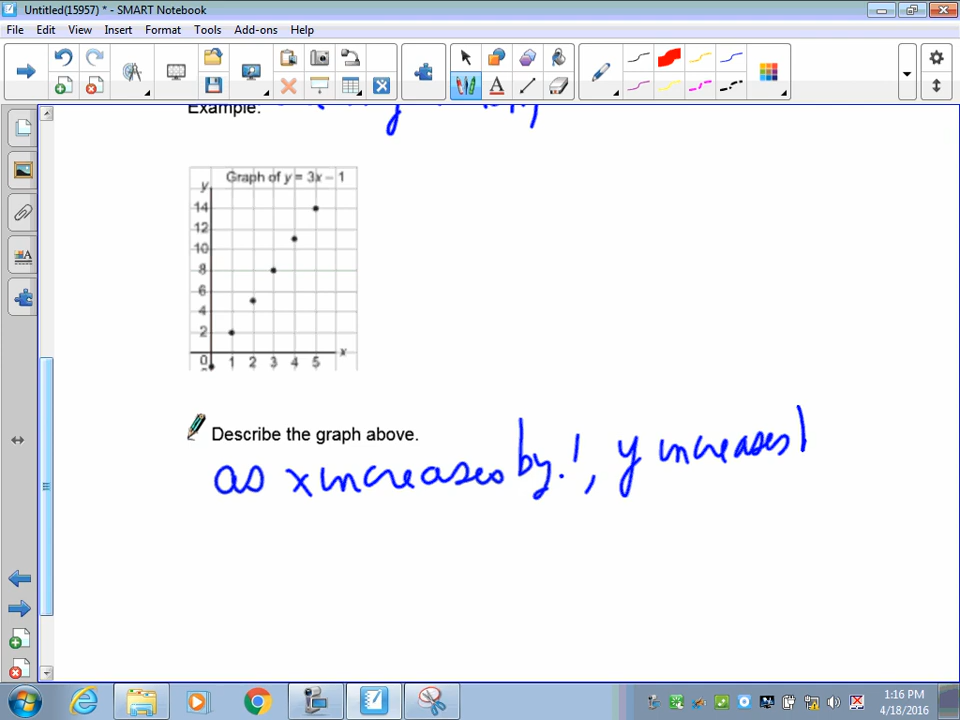 Untitled(15957) * - SMART Notebook
File Edit View Insert Format Tools Add-ons Help
Example:
Graph of y = 3x – 1
y
14
12
10
8
6
4
2
0 1 2 3 4 5 x
Describe the graph above.
as x increases by 1, y increases
1:16 PM
4/18/2016